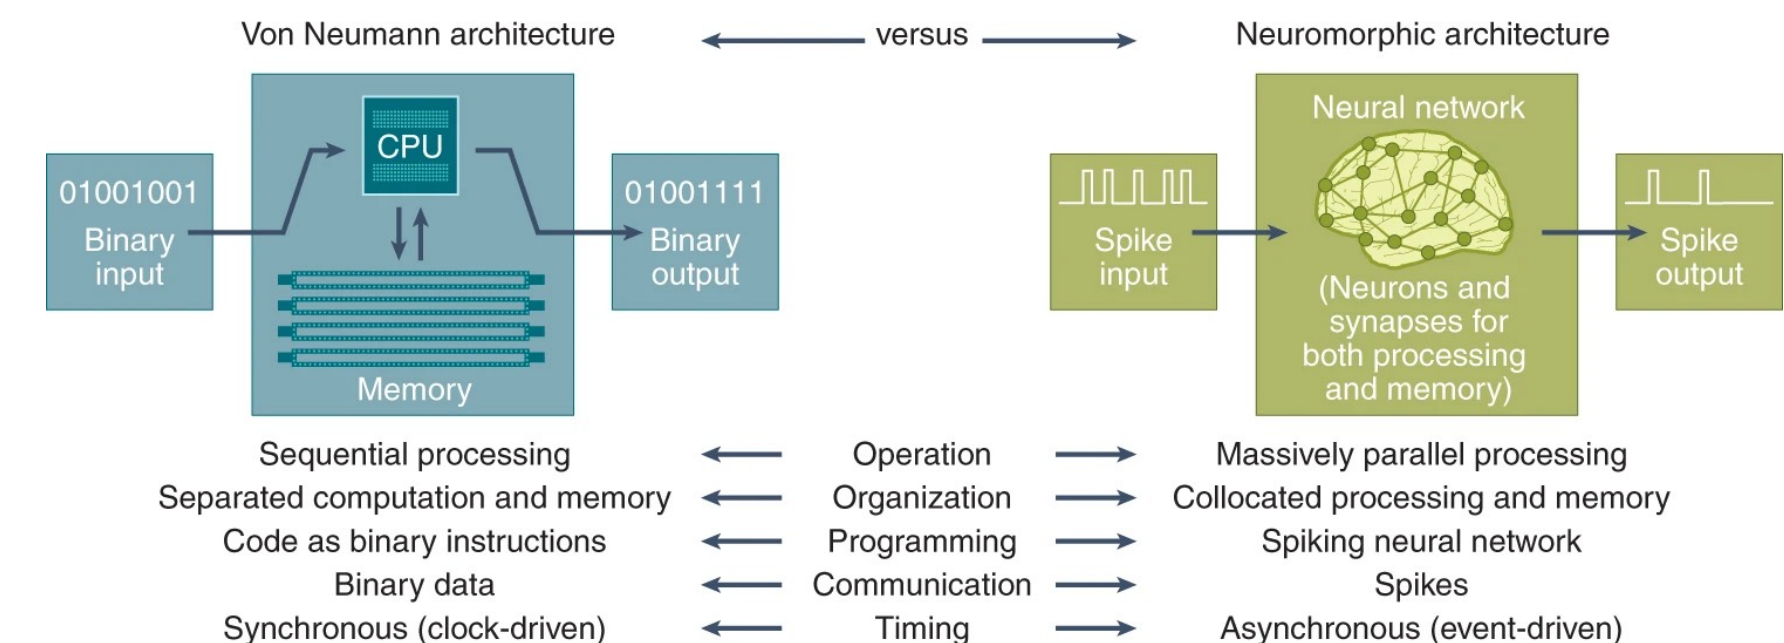 Von Neumann architecture
versus
Neuromorphic architecture
01001001
Binary
input
CPU
Memory
01001111
Binary
output
Spike
input
Neural network
(Neurons and
synapses for
both processing
and memory)
Spike
output
Sequential processing
Operation
Massively parallel processing
Separated computation and memory
Organization
Collocated processing and memory
Code as binary instructions
Programming
Spiking neural network
Binary data
Communication
Spikes
Synchronous (clock-driven)
Timing
Asynchronous (event-driven)